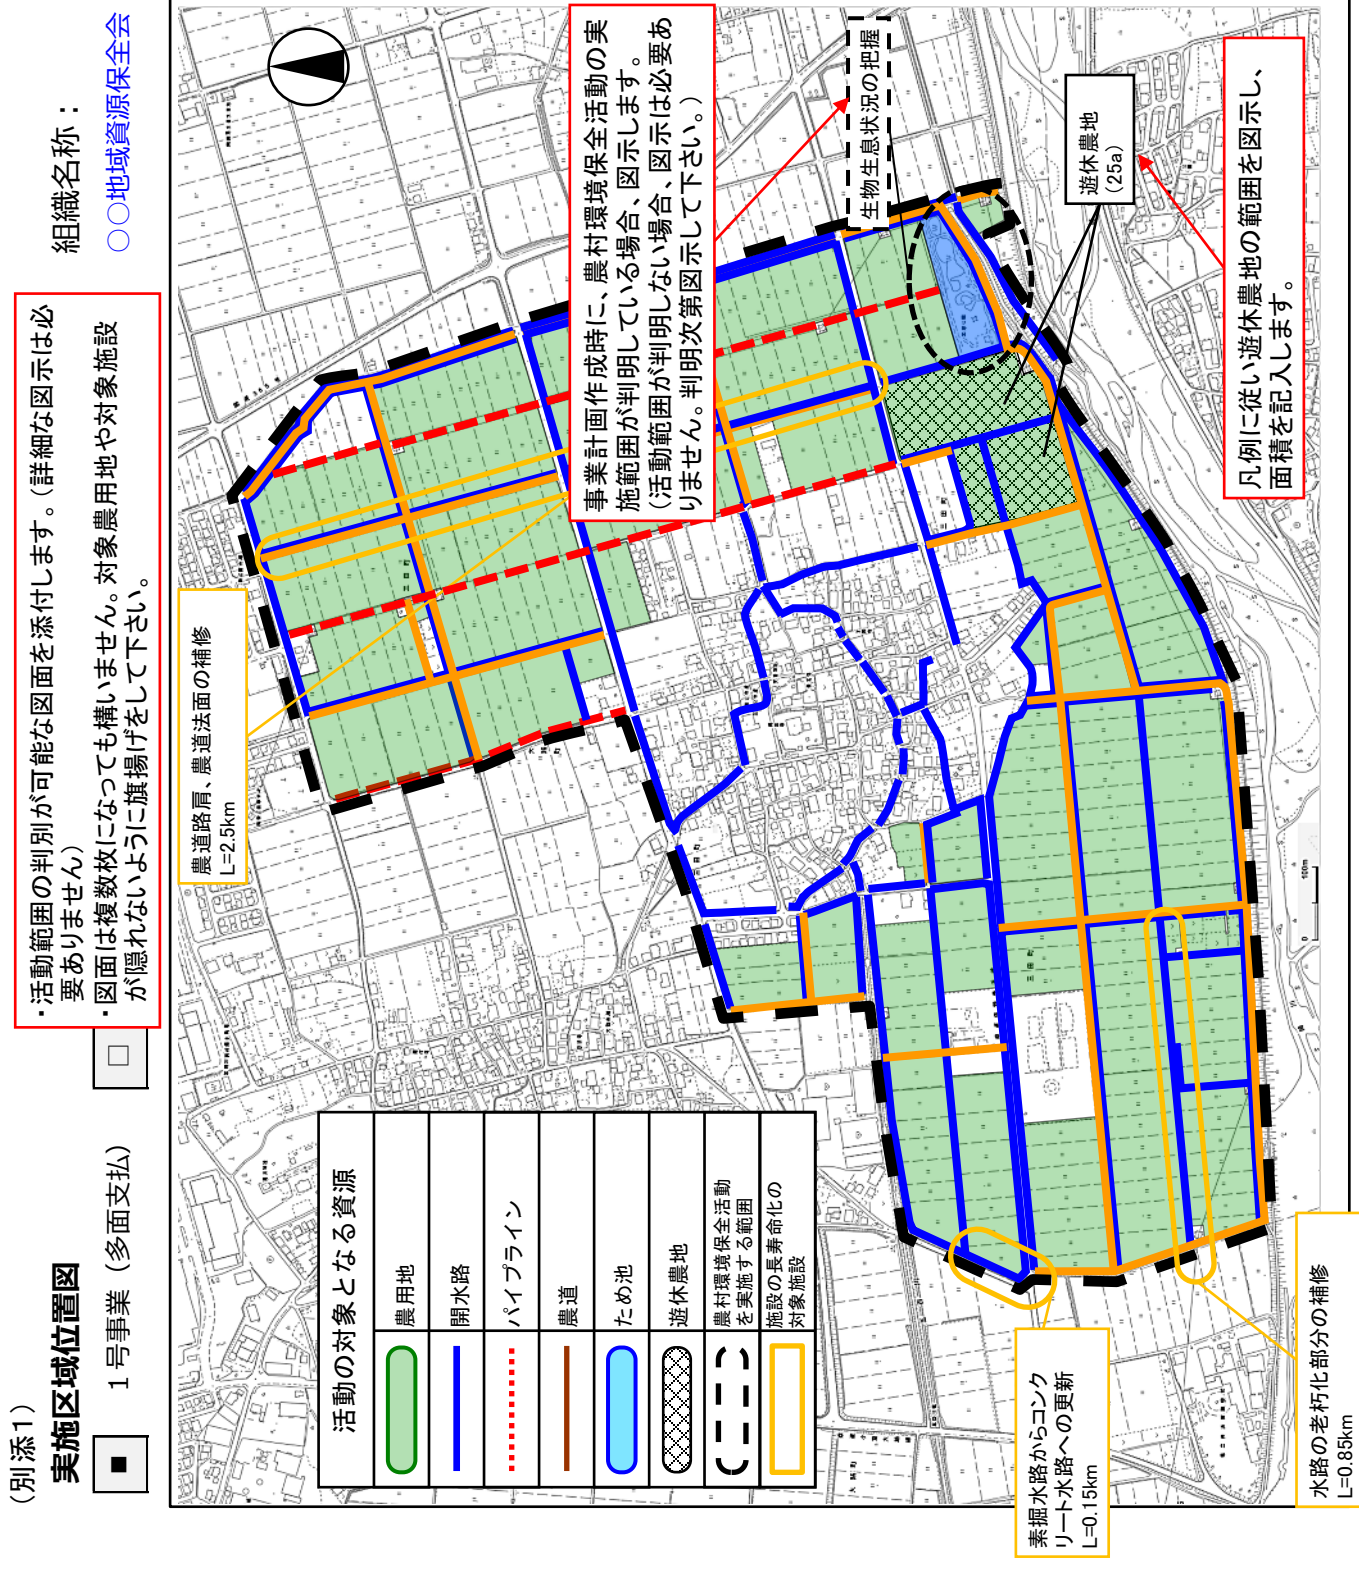 （別添１）
実施区域位置図
■ １号事業（多面支払） □
組織名称：
○○地域資源保全会
・活動範囲の判別が可能な図面を添付します。（詳細な図示は必
要ありません）
・図面は複数枚になっても構いません。対象農用地や対象施設
が隠れないように旗揚げをして下さい。
農道路肩、農道法面の補修
L=2.5km
事業計画作成時に、農村環境保全活動の実
施範囲が判明している場合、図示します。
（活動範囲が判明しない場合、図示は必要あ
りません。判明次第図示して下さい。）
生物生息状況の把握
遊休農地
(25a)
凡例に従い遊休農地の範囲を図示し、
面積を記入します。
活動の対象となる資源
農用地
開水路
パイプライン
農道
ため池
遊休農地
農村環境保全活動
を実施する範囲
施設の長寿命化の
対象施設
素掘水路からコンク
リート水路への更新
L=0.15km
水路の老朽化部分の補修
L=0.85km
0 100m